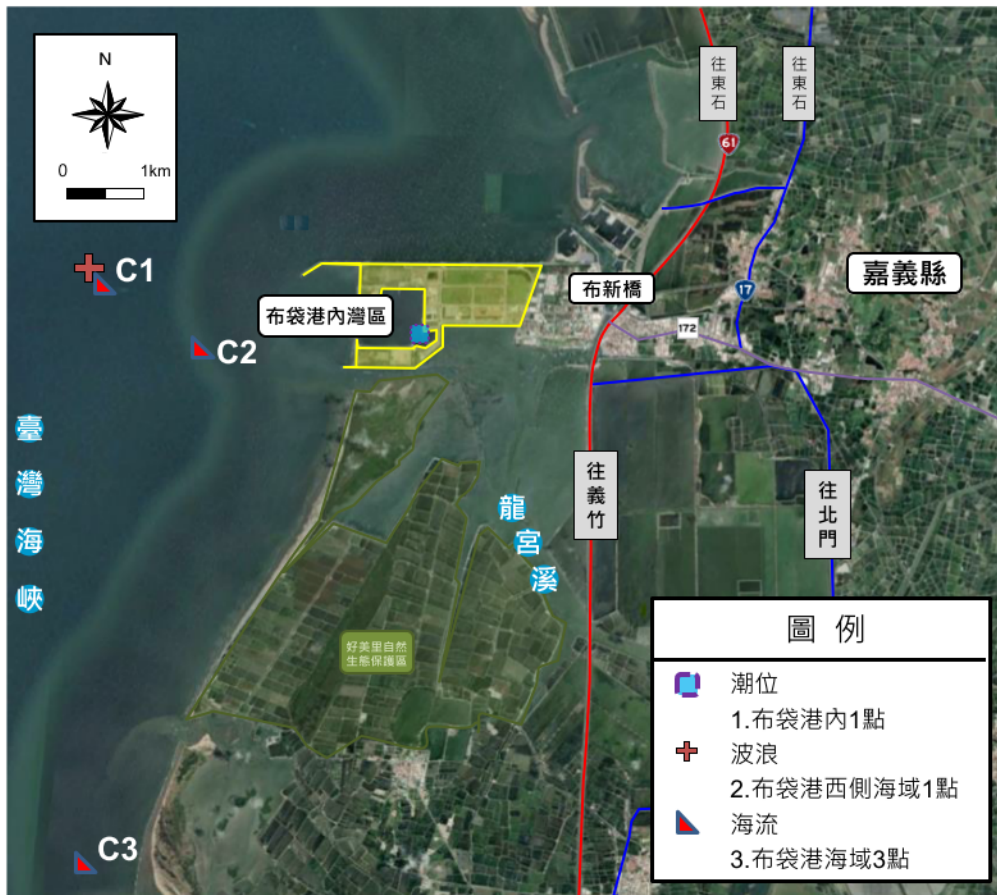 N
0 1km
往東石
往東石
61
C1
嘉義縣
布新橋
17
布袋港內灣區
172
C2
臺灣海峽
往義竹
往北門
龍宮溪
好美里自然
生態保護區
C3
圖 例
潮位
1.布袋港內1點
波浪
2.布袋港西側海域1點
海流
3.布袋港海域3點